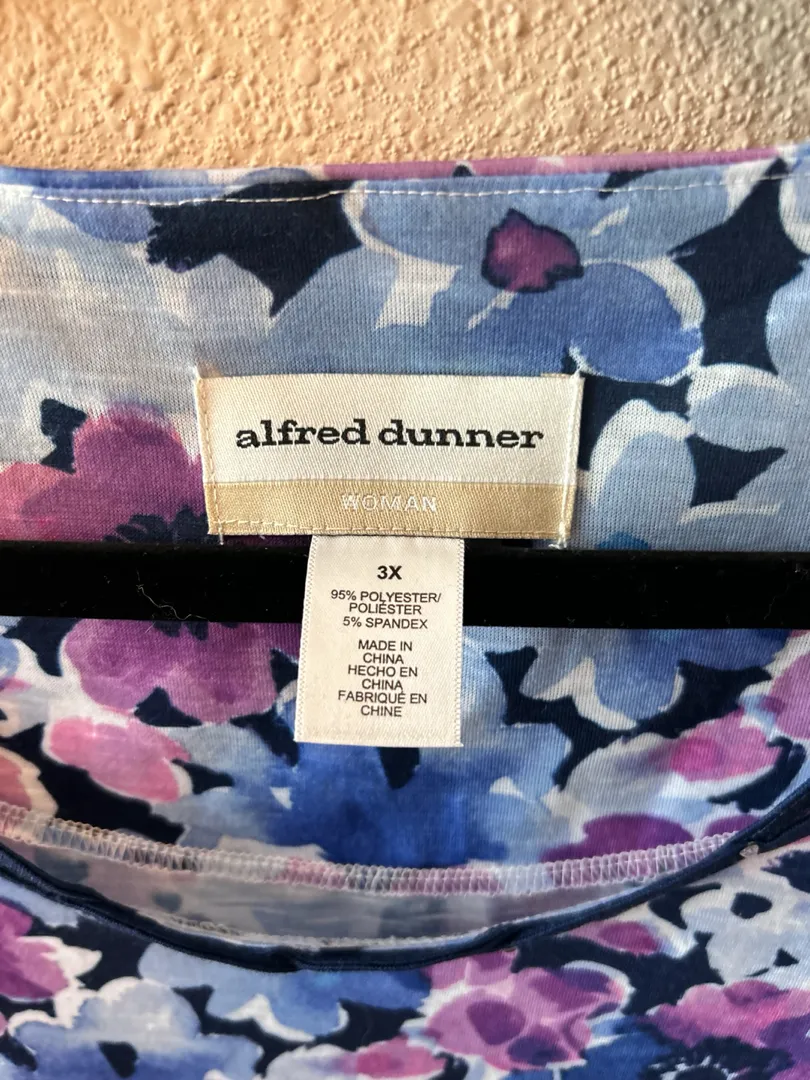 alfred dunner
WOMAN
3X
95% POLYESTER/
POLIÉSTER
5% SPANDEX
MADE IN
CHINA
HECHO EN
CHINA
FABRIQUÉ EN
CHINE